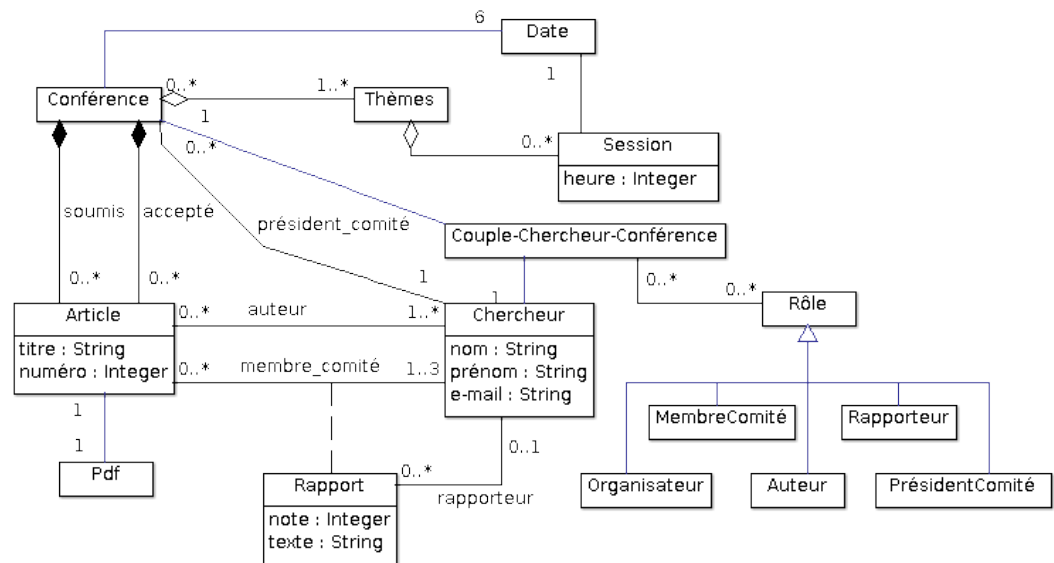 6
Date
1
Conférence
0..*
1..*
Thèmes
1
0..*
0..*
Session
heure : Integer
soumis
accepté
président_comité
Couple-Chercheur-Conférence
0..*
0..*
1
1
0..*
0..*
Rôle
Article
titre : String
numéro : Integer
0..*
auteur
1..*
Chercheur
nom : String
prénom : String
e-mail : String
0..*
membre_comité
1..3
1
1
Pdf
0..1
0..*
rapporteur
Rapport
note : Integer
texte : String
MembreComité
Rapporteur
Organisateur
Auteur
PrésidentComité